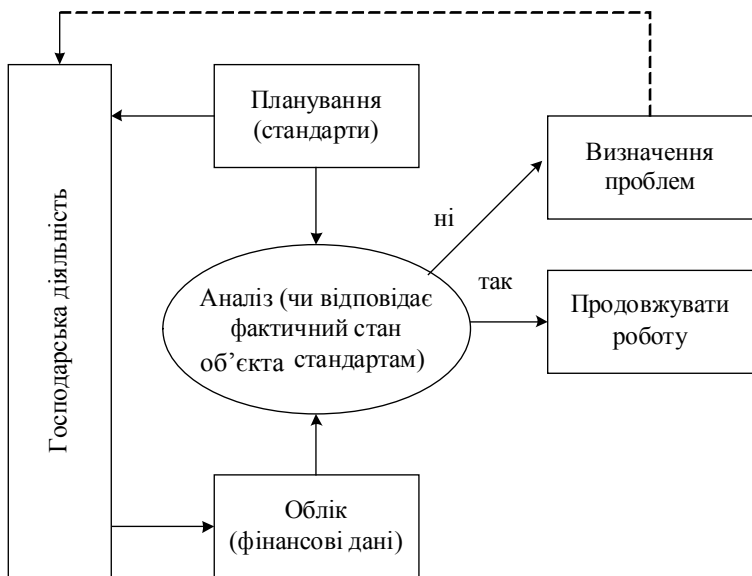 Господарська діяльність
Планування
(стандарти)
Визначення
проблем
ні
так
Аналіз (чи відповідає
фактичний стан
об’єкта стандартам)
Продовжувати
роботу
Облік
(фінансові дані)